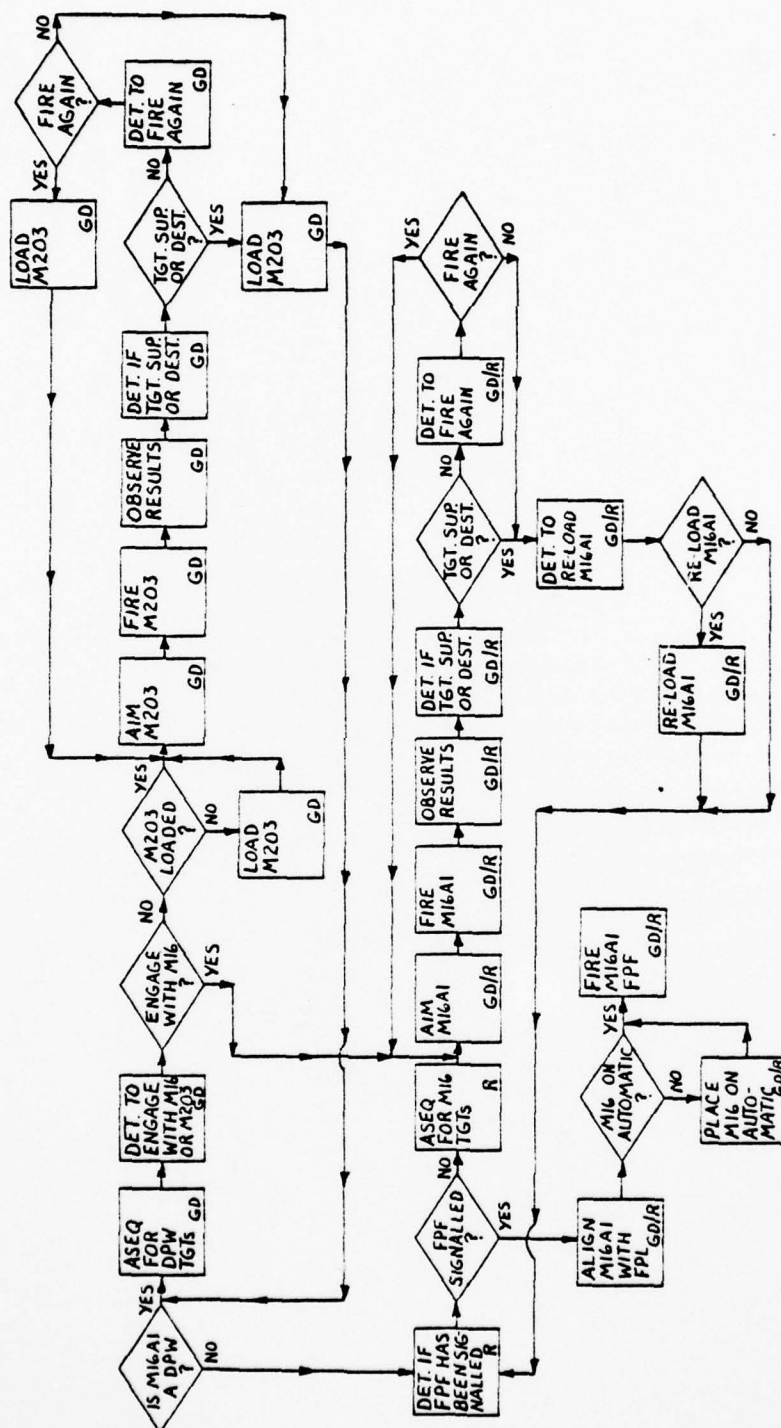 IS M16A1
A DPW
?
YES
NO
ASEQ
FOR
DPW
TGTs
GD
DET. TO
ENGAGE
WITH M16
OR M203
GD
ENGAGE
WITH M16
?
NO
YES
M203
LOADED
?
YES
NO
LOAD
M203
GD
AIM
M203
GD
FIRE
M203
GD
OBSERVE
RESULTS
GD
DET. IF
TGT. SUP.
OR DEST.
GD
TGT. SUP.
OR DEST.
?
NO
YES
DET. TO
FIRE
AGAIN
GD
FIRE
AGAIN
?
YES
NO
LOAD
M203
GD
LOAD
M203
GD
DET. IF
FPF HAS
BEEN SIG-
NALLED
R
FPF
SIGNALLED
?
NO
YES
ASEQ
FOR M16
TGTs
R
AIM
M16A1
GD/R
FIRE
M16A1
GD/R
OBSERVE
RESULTS
GD/R
DET. IF
TGT. SUP.
OR DEST.
GD/R
TGT. SUP.
OR DEST.
?
NO
YES
DET. TO
FIRE
AGAIN
GD/R
FIRE
AGAIN
?
YES
NO
DET. TO
RE-LOAD
M16A1
GD/R
RE-LOAD
M16A1
?
YES
NO
RE-LOAD
M16A1
GD/R
ALIGN
M16A1
WITH
FPL
GD/R
M16 ON
AUTOMATIC
?
YES
NO
PLACE
M16 ON
AUTO-
MATIC
GD/R
FIRE
M16A1
FPF
GD/R